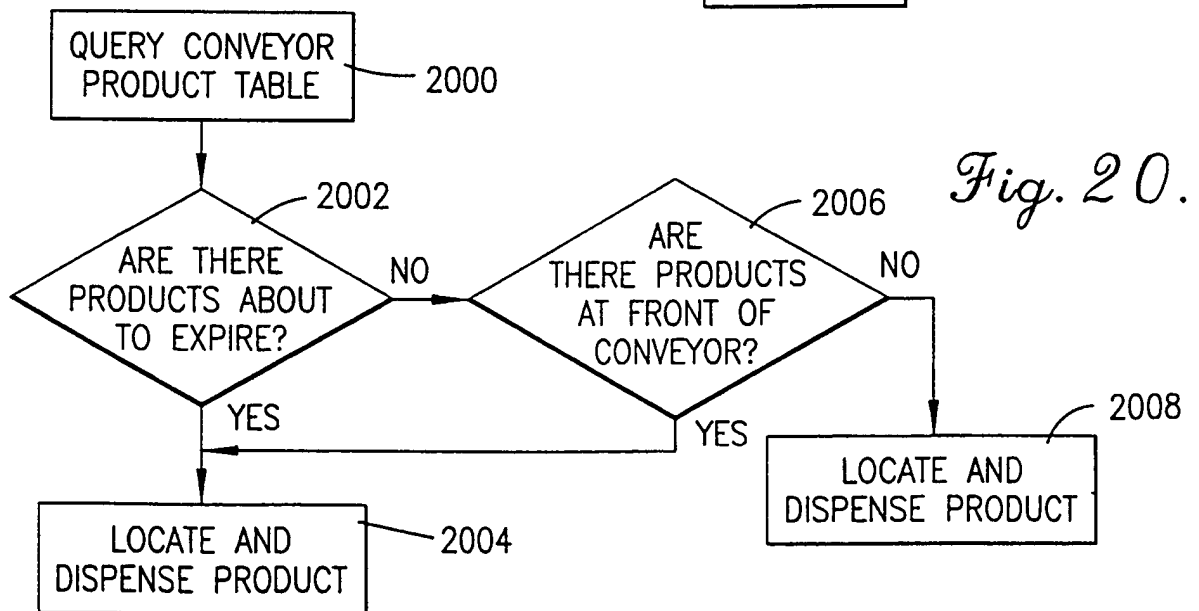 QUERY CONVEYOR
PRODUCT TABLE
2000
Fig. 20.
2002
ARE THERE
PRODUCTS ABOUT
TO EXPIRE?
NO
YES
2006
ARE
THERE PRODUCTS
AT FRONT OF
CONVEYOR?
NO
YES
2004
LOCATE AND
DISPENSE PRODUCT
2008
LOCATE AND
DISPENSE PRODUCT